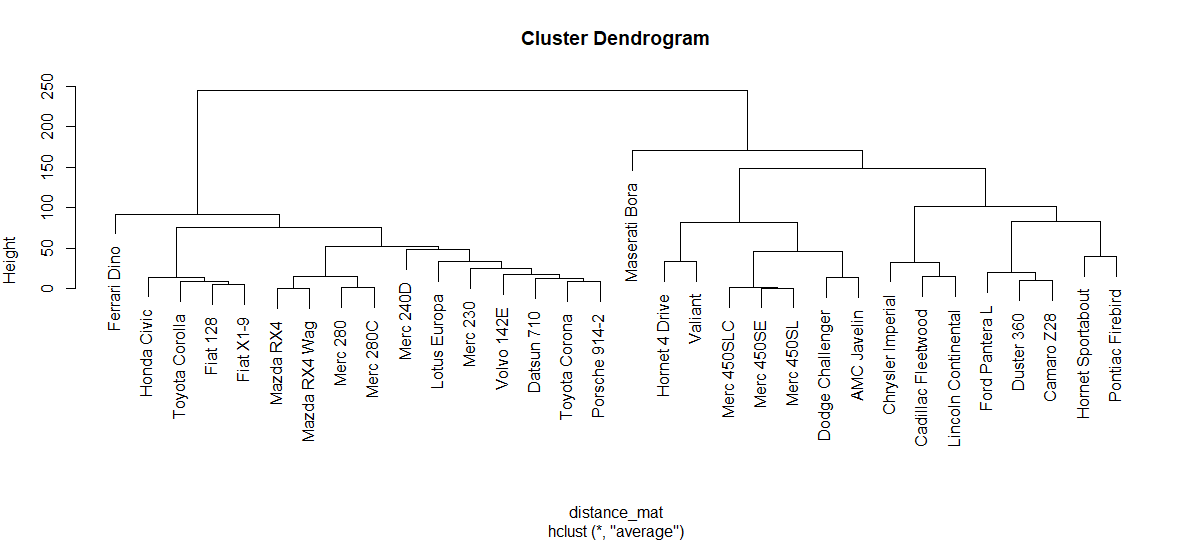 Cluster Dendrogram
Height
250
200
150
100
50
0
Ferrari Dino
Honda Civic
Toyota Corolla
Fiat 128
Fiat X1-9
Mazda RX4
Mazda RX4 Wag
Merc 280
Merc 280C
Merc 240D
Lotus Europa
Merc 230
Volvo 142E
Datsun 710
Toyota Corona
Porsche 914-2
Maserati Bora
Hornet 4 Drive
Valiant
Merc 450SLC
Merc 450SE
Merc 450SL
Dodge Challenger
AMC Javelin
Chrysler Imperial
Cadillac Fleetwood
Lincoln Continental
Ford Pantera L
Duster 360
Camaro Z28
Hornet Sportabout
Pontiac Firebird
distance_mat
hclust (*, "average")